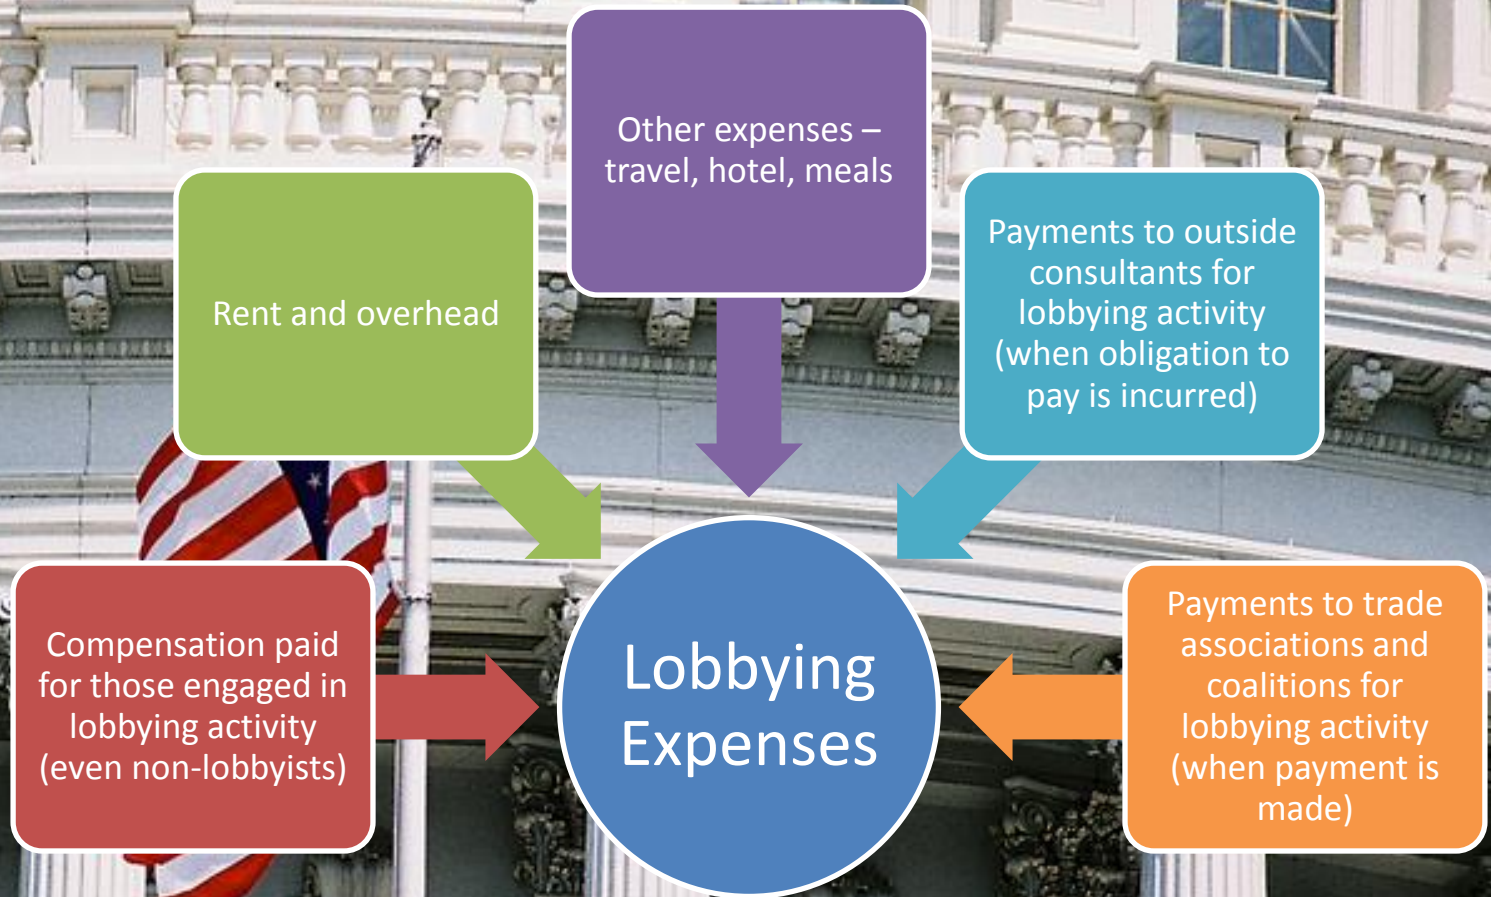 Other expenses –
travel, hotel, meals
Rent and overhead
Payments to outside
consultants for
lobbying activity
(when obligation to
pay is incurred)
Compensation paid
for those engaged in
lobbying activity
(even non-lobbyists)
Lobbying
Expenses
Payments to trade
associations and
coalitions for
lobbying activity
(when payment is
made)